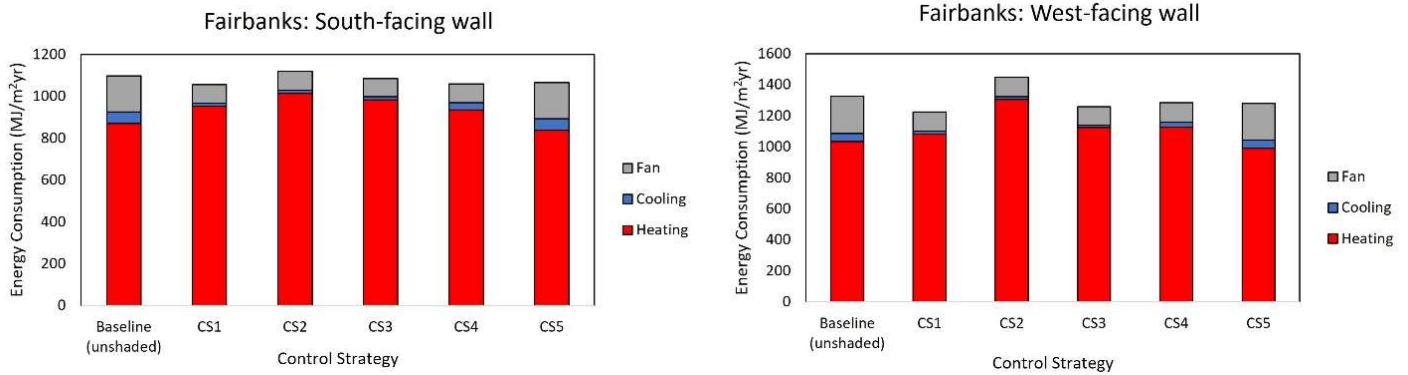 Fairbanks: South-facing wall
Energy Consumption (MJ/m²yr)
1200
1000
800
600
400
200
0
Baseline
(unshaded)
CS1
CS2
CS3
CS4
CS5
Control Strategy
Fan
Cooling
Heating
Fairbanks: West-facing wall
Energy Consumption (MJ/m²yr)
1600
1400
1200
1000
800
600
400
200
0
Baseline
(unshaded)
CS1
CS2
CS3
CS4
CS5
Control Strategy
Fan
Cooling
Heating